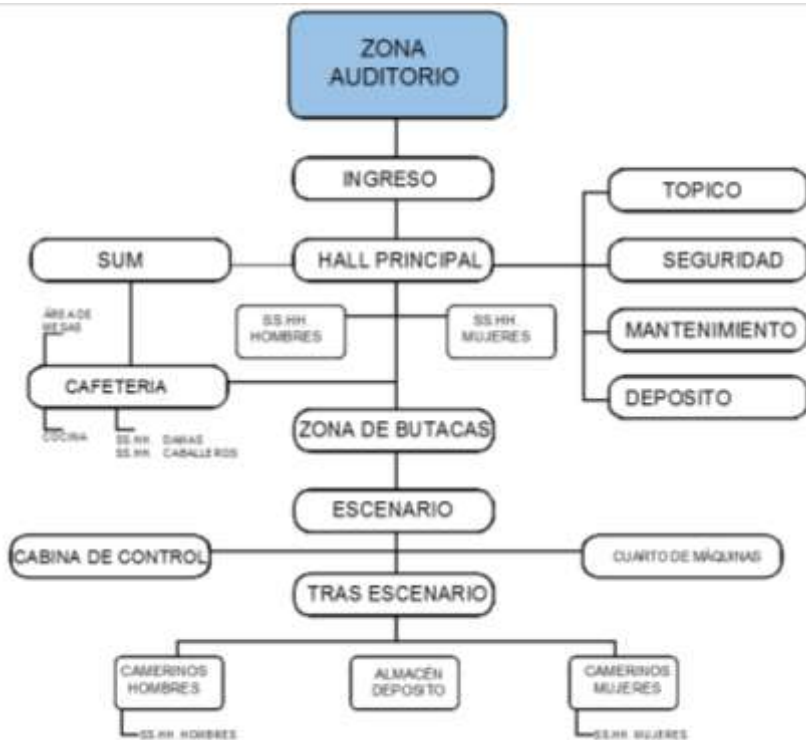 ZONA
AUDITORIO
INGRESO
TOPICO
SUM
HALL PRINCIPAL
SEGURIDAD
ÁREA DE
MESAS
SS.HH
HOMBRES
SS.HH
MUJERES
MANTENIMIENTO
CAFETERIA
DEPOSITO
COCINA
SS.HH DAMAS
SS.HH CABALLEROS
ZONA DE BUTACAS
ESCENARIO
CABINA DE CONTROL
CUARTO DE MÁQUINAS
TRAS ESCENARIO
CAMERINOS
HOMBRES
ALMACÉN
DEPOSITO
CAMERINOS
MUJERES
SS.HH HOMBRES
SS.HH MUJERES